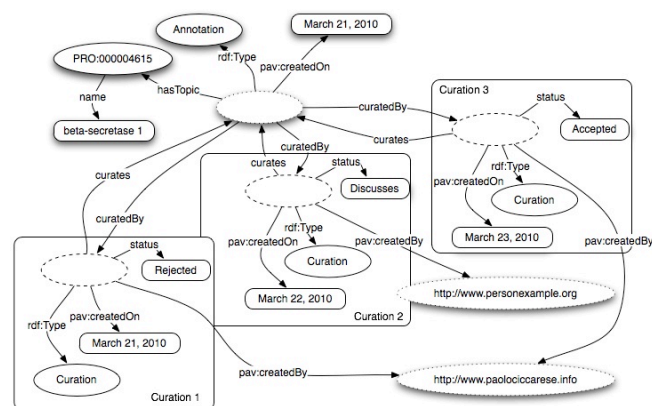 Annotation
March 21, 2010
PRO:000004615
rdf:Type
pav:createdOn
hasTopic
name
beta-secretase 1
curatedBy
Curation 3
status
Accepted
curates
rdf:Type
pav:createdOn
Curation
March 23, 2010
pav:createdBy
curates
curatedBy
curates
curatedBy
status
Discusses
rdf:Type
pav:createdOn
pav:createdBy
Curation
March 22, 2010
Curation 2
http://www.personexample.org
status
Rejected
rdf:Type
pav:createdOn
March 21, 2010
Curation
Curation 1
pav:createdBy
http://www.paolociccarese.info